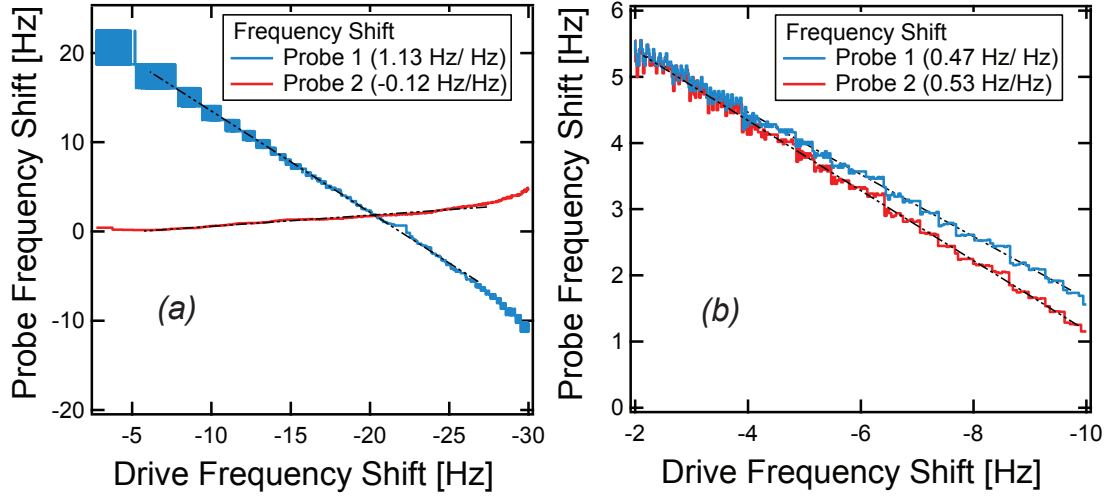 Probe Frequency Shift [Hz]
20
10
0
-10
-20
Frequency Shift
Probe 1 (1.13 Hz/ Hz)
Probe 2 (-0.12 Hz/Hz)
(a)
-5
-10
-15
-20
-25
-30
Drive Frequency Shift [Hz]
Probe Frequency Shift [Hz]
6
5
4
3
2
1
0
Frequency Shift
Probe 1 (0.47 Hz/ Hz)
Probe 2 (0.53 Hz/Hz)
(b)
-2
-4
-6
-8
-10
Drive Frequency Shift [Hz]